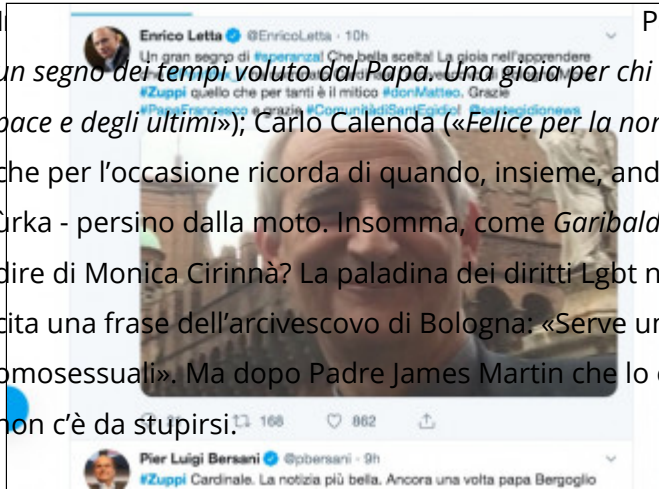 Enrico Letta @EnricoLetta · 10h
P
Un gran segno di #speranza! Che bella scelta! La gioia nell'apprendere
un segno dei tempi voluto dal Papa. Una gioia per chi
#Zuppi quello che per tanti è il mitico #donMatteo. Grazie
#PapaFrancesco e grazie #ComunitàdiSantEgidio! @santegidionews
pace e degli ultimi»); Carlo Calenda («Felice per la nor
che per l'occasione ricorda di quando, insieme, and
ùrka - persino dalla moto. Insomma, come Garibald
dire di Monica Cirinnà? La paladina dei diritti Lgbt n
cita una frase dell'arcivescovo di Bologna: «Serve un
omosessuali». Ma dopo Padre James Martin che lo
non c'è da stupirsi.
168 862
Pier Luigi Bersani @pbersani · 9h
#Zuppi Cardinale. La notizia più bella. Ancora una volta papa Bergoglio